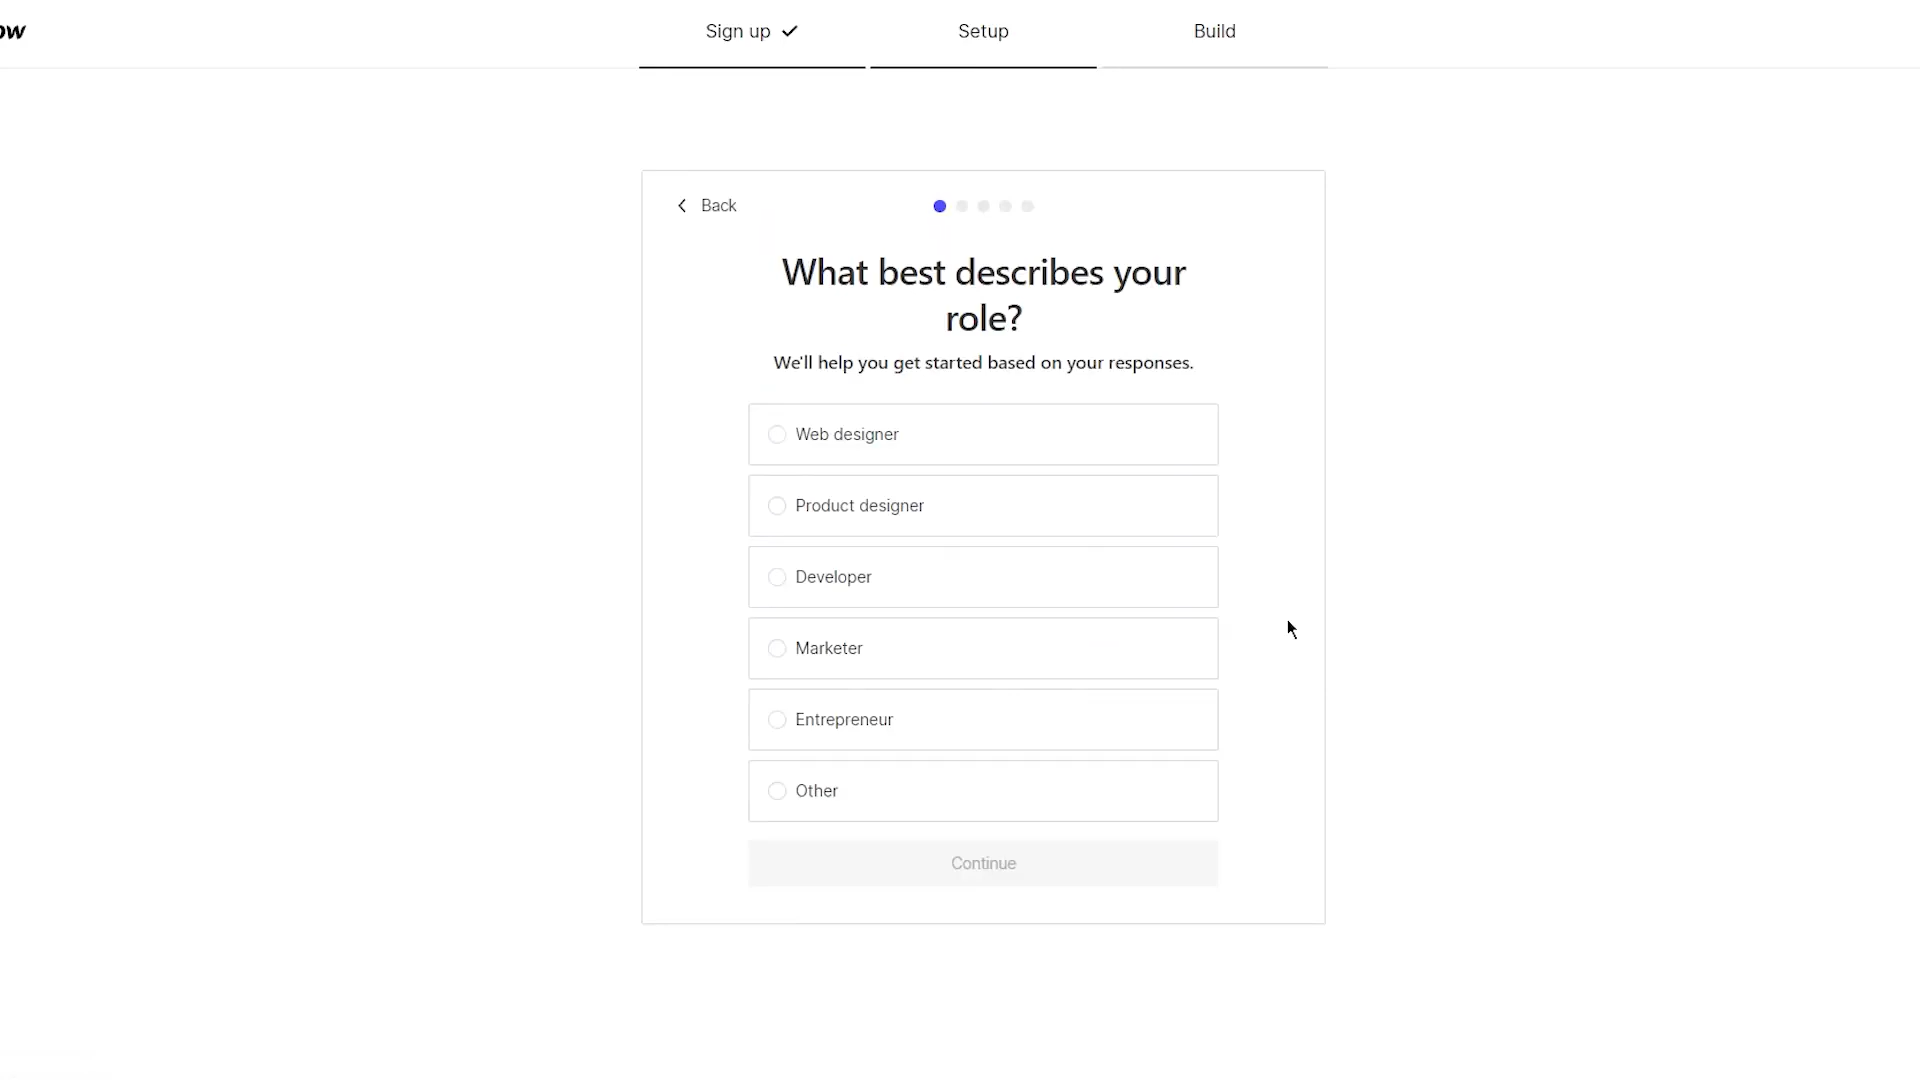 ow
Sign up
Setup
Build
Back
What best describes your
role?
We'll help you get started based on your responses.
Web designer
Product designer
Developer
Marketer
Entrepreneur
Other
Continue